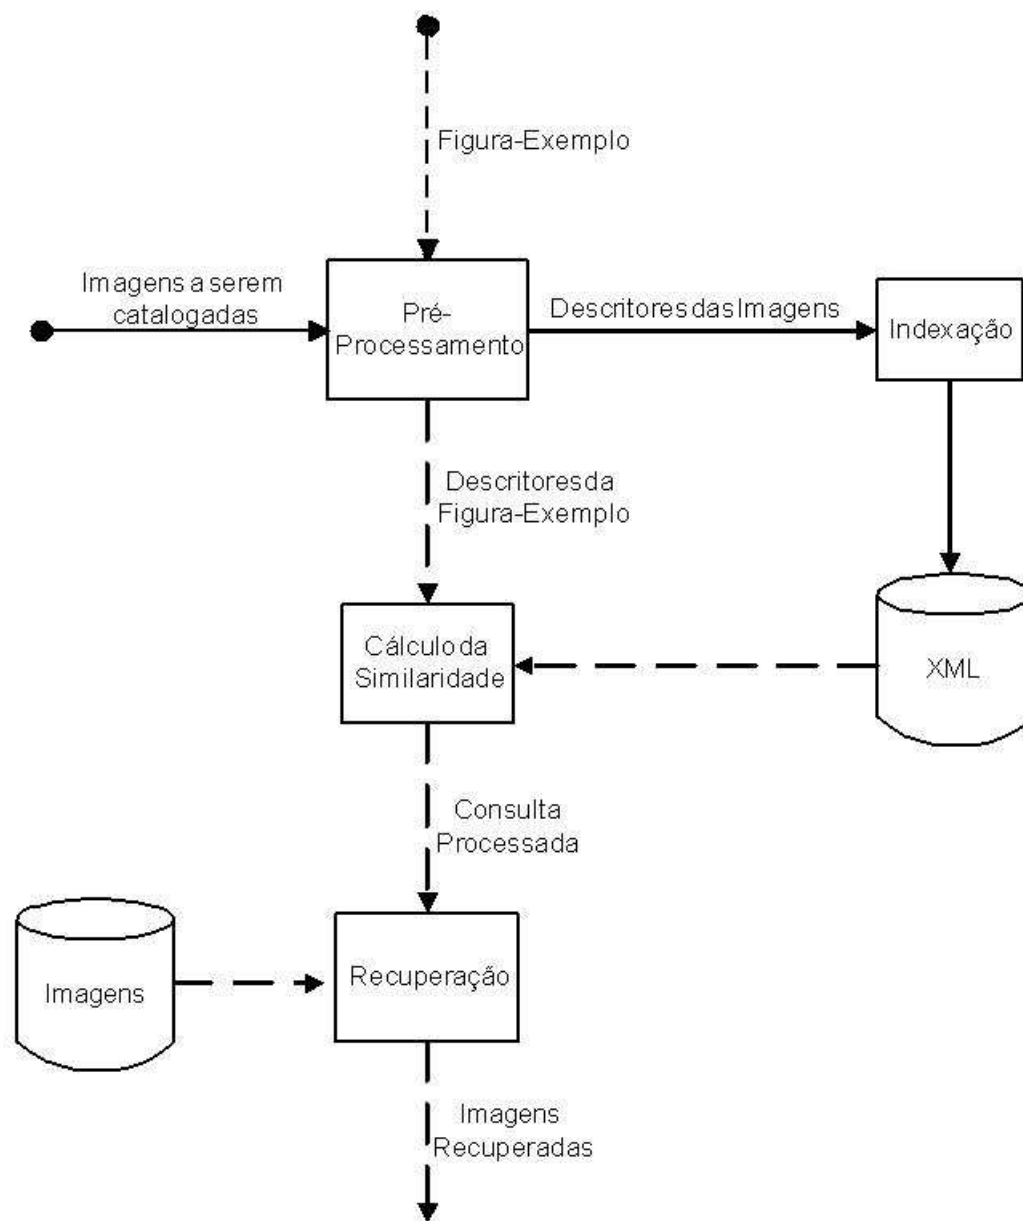 Figura-Exemplo
Imagens a serem
catalogadas
Pré-
Processamento
Descritores das Imagens
Indexação
Descritores da
Figura-Exemplo
Cálculo da
Similaridade
XML
Consulta
Processada
Imagens
Recuperação
Imagens
Recuperadas